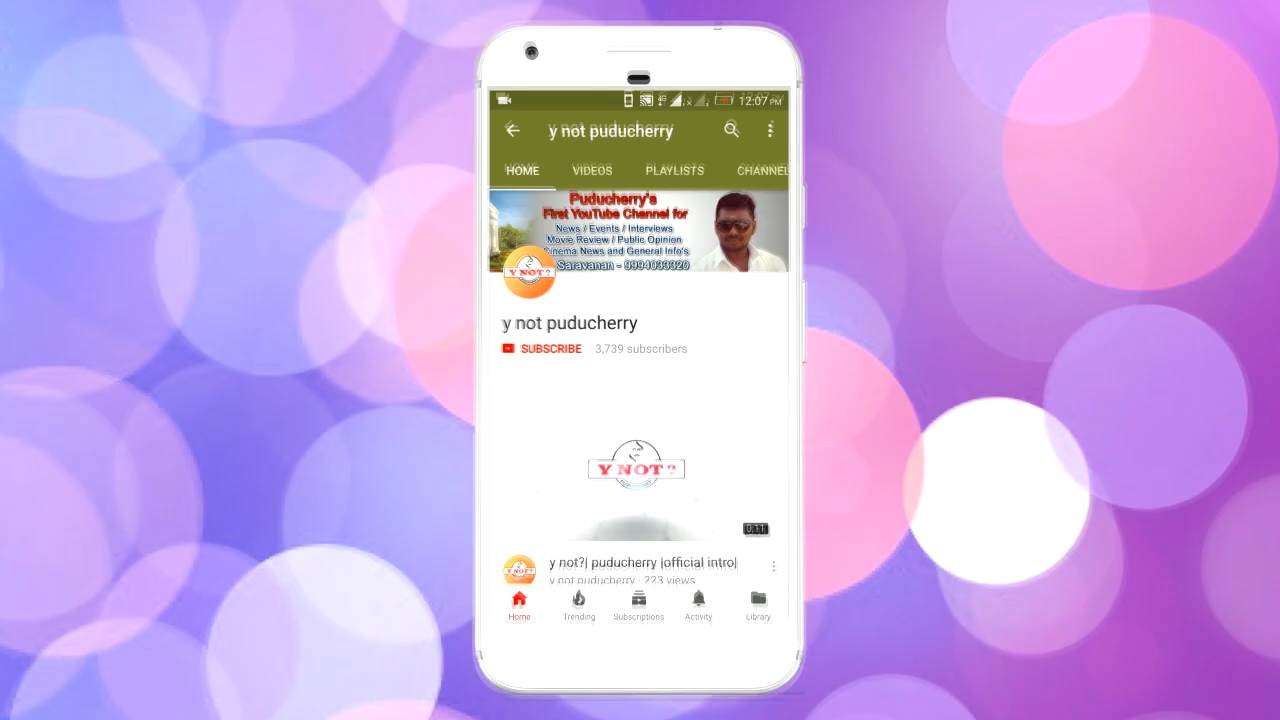 4G
12:07 PM
y not puducherry
HOME VIDEOS PLAYLISTS CHANNEL
Puducherry's
First YouTube Channel for
News / Events / Interviews
Movie Review / Public Opinion
Cinema News and General Info's
Saravanan - 9994033320
Y NOT?
y not puducherry
SUBSCRIBE 3,739 subscribers
Y NOT ?
0:11
y not?| puducherry |official intro|
Y NOT?
y not puducherry · 223 views
Home Trending Subscriptions Activity Library